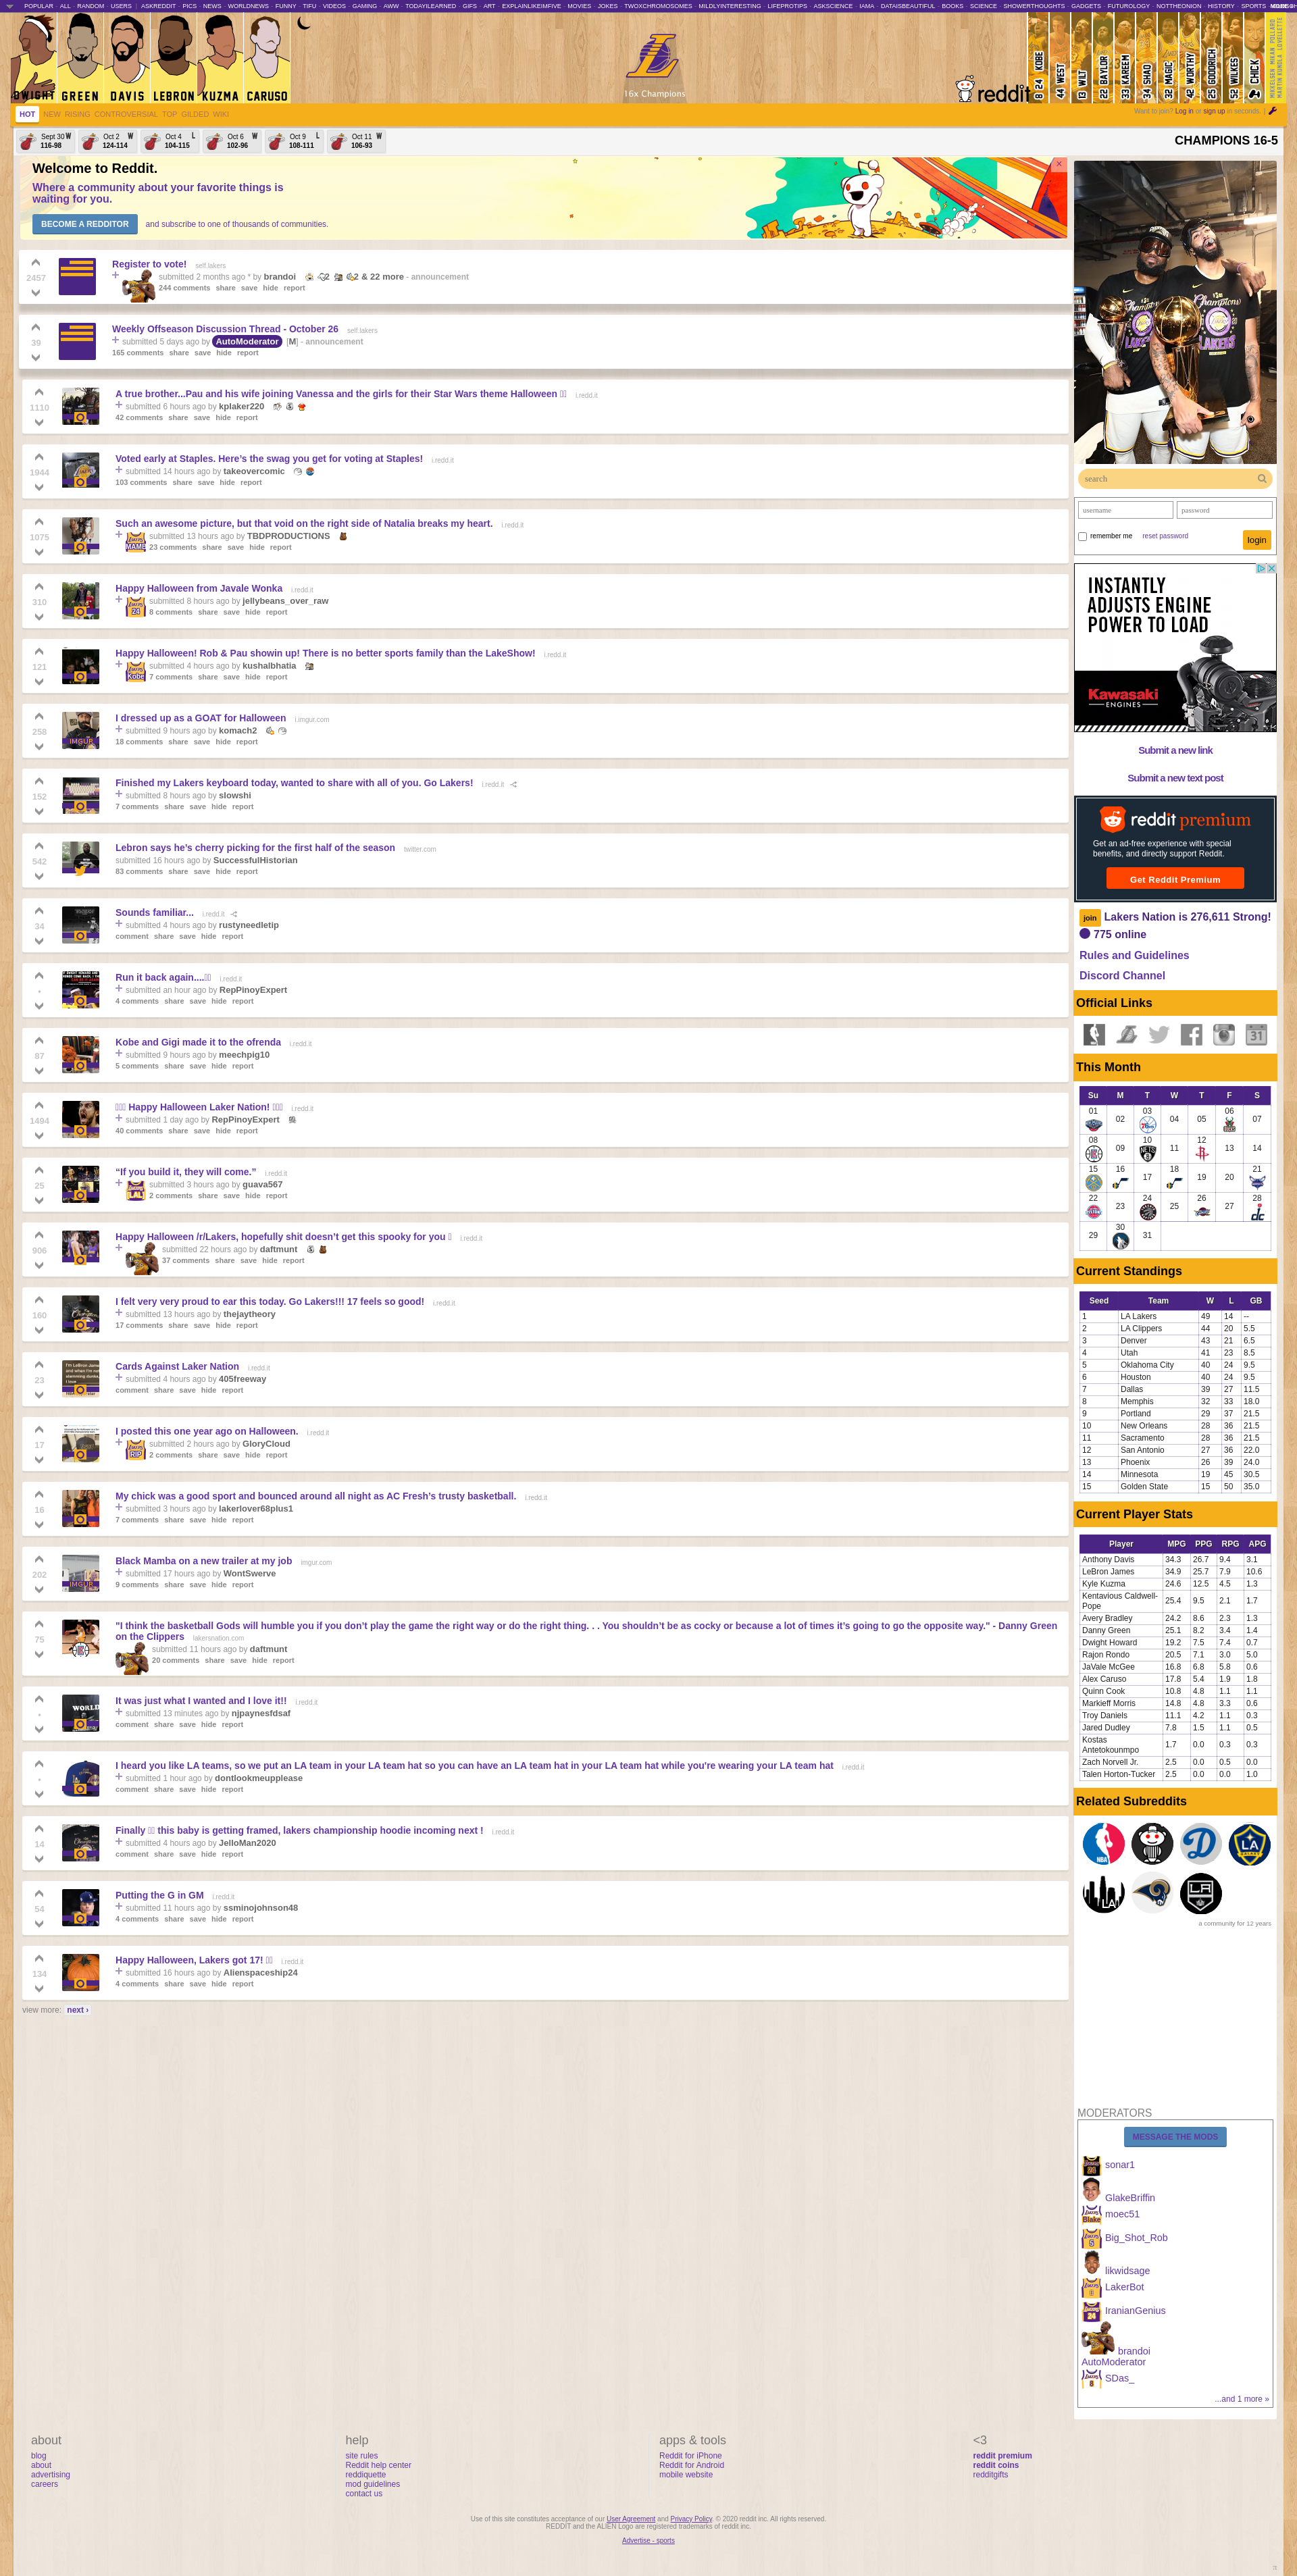 POPULAR - ALL - RANDOM - USERS | ASKREDDIT - PICS - NEWS - WORLDNEWS - FUNNY - TIFU - VIDEOS - GAMING - AWW - TODAYILEARNED - GIFS - ART - EXPLAINLIKEIMFIVE - MOVIES - JOKES - TWOXCHROMOSOMES - MILDLYINTERESTING - LIFEPROTIPS - ASKSCIENCE - IAMA - DATAISBEAUTIFUL - BOOKS - SCIENCE - SHOWERTHOUGHTS - GADGETS - FUTUROLOGY - NOTTHEONION - HISTORY - SPORTS
DWIGHT GREEN DAVIS LEBRON KUZMA CARUSO
16x Champions
reddit
8 24 KOBE 44 WEST 13 WILT 22 BAYLOR 33 KAREEM 34 SHAQ 32 MAGIC 42 WORTHY 25 GOODRICH 52 WILKES CHICK
MIKKELSEN MIKAN POLLARD
MARTIN KUNDLA LOVELLETTE
HOT NEW RISING CONTROVERSIAL TOP GILDED WIKI
Want to join? Log in or sign up in seconds. |
Sept 30 W
116-98
Oct 2 W
124-114
Oct 4 L
104-115
Oct 6 W
102-96
Oct 9 L
108-111
Oct 11 W
106-93
CHAMPIONS 16-5
Welcome to Reddit.
Where a community about your favorite things is
waiting for you.
BECOME A REDDITOR and subscribe to one of thousands of communities.
Register to vote! self.lakers
2457
submitted 2 months ago * by brandoi 2 2 & 22 more - announcement
244 comments share save hide report
Weekly Offseason Discussion Thread - October 26 self.lakers
39
submitted 5 days ago by AutoModerator [M] - announcement
165 comments share save hide report
A true brother...Pau and his wife joining Vanessa and the girls for their Star Wars theme Halloween i.redd.it
1110
submitted 6 hours ago by kplaker220
42 comments share save hide report
Voted early at Staples. Here’s the swag you get for voting at Staples! i.redd.it
1944
submitted 14 hours ago by takeovercomic
103 comments share save hide report
Such an awesome picture, but that void on the right side of Natalia breaks my heart. i.redd.it
1075
MAMB submitted 13 hours ago by TBDPRODUCTIONS
23 comments share save hide report
Happy Halloween from Javale Wonka i.redd.it
310
24 submitted 8 hours ago by jellybeans_over_raw
8 comments share save hide report
Happy Halloween! Rob & Pau showin up! There is no better sports family than the LakeShow! i.redd.it
121
Kobe submitted 4 hours ago by kushalbhatia
7 comments share save hide report
I dressed up as a GOAT for Halloween i.imgur.com
258
submitted 9 hours ago by komach2
IMGUR
18 comments share save hide report
Finished my Lakers keyboard today, wanted to share with all of you. Go Lakers! i.redd.it
152
submitted 8 hours ago by slowshi
7 comments share save hide report
Lebron says he’s cherry picking for the first half of the season twitter.com
542
submitted 16 hours ago by SuccessfulHistorian
83 comments share save hide report
Sounds familiar... i.redd.it
34
submitted 4 hours ago by rustyneedletip
comment share save hide report
Run it back again.... i.redd.it
•
submitted an hour ago by RepPinoyExpert
4 comments share save hide report
Kobe and Gigi made it to the ofrenda i.redd.it
87
submitted 9 hours ago by meechpig10
5 comments share save hide report
Happy Halloween Laker Nation! i.redd.it
1494
submitted 1 day ago by RepPinoyExpert
40 comments share save hide report
“If you build it, they will come.” i.redd.it
25
LAL submitted 3 hours ago by guava567
2 comments share save hide report
Happy Halloween /r/Lakers, hopefully shit doesn’t get this spooky for you i.redd.it
906
submitted 22 hours ago by daftmunt
37 comments share save hide report
I felt very very proud to ear this today. Go Lakers!!! 17 feels so good! i.redd.it
160
submitted 13 hours ago by thejaytheory
17 comments share save hide report
Cards Against Laker Nation i.redd.it
23
submitted 4 hours ago by 405freeway
comment share save hide report
I posted this one year ago on Halloween. i.redd.it
17
RIP submitted 2 hours ago by GloryCloud
2 comments share save hide report
My chick was a good sport and bounced around all night as AC Fresh’s trusty basketball. i.redd.it
16
submitted 3 hours ago by lakerlover68plus1
7 comments share save hide report
Black Mamba on a new trailer at my job imgur.com
202
submitted 17 hours ago by WontSwerve
IMGUR
9 comments share save hide report
"I think the basketball Gods will humble you if you don’t play the game the right way or do the right thing. . . You shouldn’t be as cocky or because a lot of times it’s going to go the opposite way." - Danny Green
on the Clippers lakersnation.com
75
submitted 11 hours ago by daftmunt
20 comments share save hide report
It was just what I wanted and I love it!! i.redd.it
•
submitted 13 minutes ago by njpaynesfdsaf
comment share save hide report
I heard you like LA teams, so we put an LA team in your LA team hat so you can have an LA team hat in your LA team hat while you're wearing your LA team hat i.redd.it
•
submitted 1 hour ago by dontlookmeupplease
comment share save hide report
Finally this baby is getting framed, lakers championship hoodie incoming next ! i.redd.it
14
submitted 4 hours ago by JelloMan2020
comment share save hide report
Putting the G in GM i.redd.it
54
submitted 11 hours ago by ssminojohnson48
4 comments share save hide report
Happy Halloween, Lakers got 17! i.redd.it
134
submitted 16 hours ago by Alienspaceship24
4 comments share save hide report
view more: next ›
search
username password
remember me reset password login
INSTANTLY
ADJUSTS ENGINE
POWER TO LOAD
Kawasaki
ENGINES
Submit a new link
Submit a new text post
reddit premium
Get an ad-free experience with special
benefits, and directly support Reddit.
Get Reddit Premium
join Lakers Nation is 276,611 Strong!
775 online
Rules and Guidelines
Discord Channel
Official Links
31
This Month
Su M T W T F S
01 02 03 04 05 06 07
08 09 10 11 12 13 14
15 16 17 18 19 20 21
22 23 24 25 26 27 28
29 30 31
Current Standings
Seed Team W L GB
1 LA Lakers 49 14 --
2 LA Clippers 44 20 5.5
3 Denver 43 21 6.5
4 Utah 41 23 8.5
5 Oklahoma City 40 24 9.5
6 Houston 40 24 9.5
7 Dallas 39 27 11.5
8 Memphis 32 33 18.0
9 Portland 29 37 21.5
10 New Orleans 28 36 21.5
11 Sacramento 28 36 21.5
12 San Antonio 27 36 22.0
13 Phoenix 26 39 24.0
14 Minnesota 19 45 30.5
15 Golden State 15 50 35.0
Current Player Stats
Player MPG PPG RPG APG
Anthony Davis 34.3 26.7 9.4 3.1
LeBron James 34.9 25.7 7.9 10.6
Kyle Kuzma 24.6 12.5 4.5 1.3
Kentavious Caldwell-
Pope 25.4 9.5 2.1 1.7
Avery Bradley 24.2 8.6 2.3 1.3
Danny Green 25.1 8.2 3.4 1.4
Dwight Howard 19.2 7.5 7.4 0.7
Rajon Rondo 20.5 7.1 3.0 5.0
JaVale McGee 16.8 6.8 5.8 0.6
Alex Caruso 17.8 5.4 1.9 1.8
Quinn Cook 10.8 4.8 1.1 1.1
Markieff Morris 14.8 4.8 3.3 0.6
Troy Daniels 11.1 4.2 1.1 0.3
Jared Dudley 7.8 1.5 1.1 0.5
Kostas
Antetokounmpo 1.7 0.0 0.3 0.3
Zach Norvell Jr. 2.5 0.0 0.5 0.0
Talen Horton-Tucker 2.5 0.0 0.0 1.0
Related Subreddits
a community for 12 years
MODERATORS
MESSAGE THE MODS
sonar1
GlakeBriffin
Blake moec51
Big_Shot_Rob
likwidsage
LakerBot
24 IranianGenius
brandoi
AutoModerator
8 SDas_
...and 1 more »
about
blog
about
advertising
careers
help
site rules
Reddit help center
reddiquette
mod guidelines
contact us
apps & tools
Reddit for iPhone
Reddit for Android
mobile website
<3
reddit premium
reddit coins
redditgifts
Use of this site constitutes acceptance of our User Agreement and Privacy Policy. © 2020 reddit inc. All rights reserved.
REDDIT and the ALIEN Logo are registered trademarks of reddit inc.
Advertise - sports
π